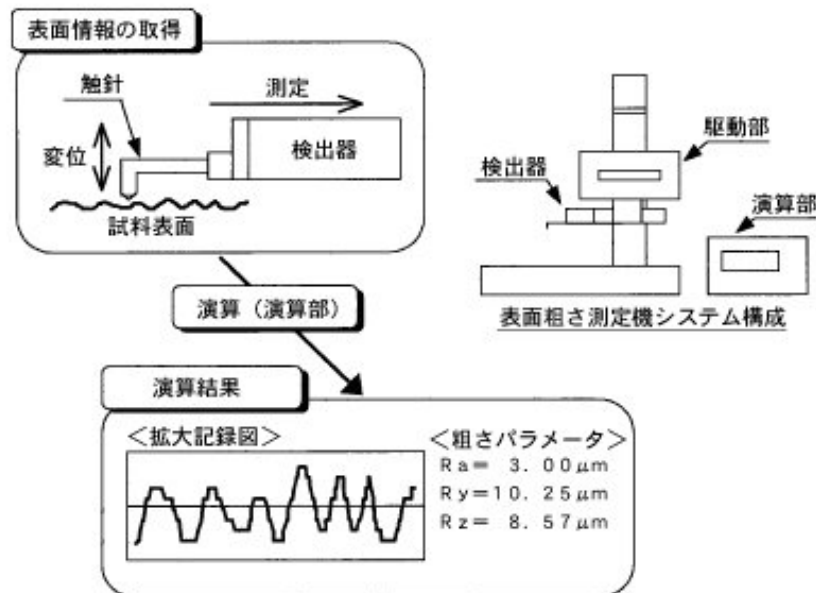 表面情報の取得
触針
測定
変位
検出器
試料表面
駆動部
検出器
演算部
表面粗さ測定機システム構成
演算（演算部）
演算結果
＜拡大記録図＞
＜粗さパラメータ＞
Ｒａ＝ ３．００μｍ
Ｒｙ＝１０．２５μｍ
Ｒｚ＝ ８．５７μｍ